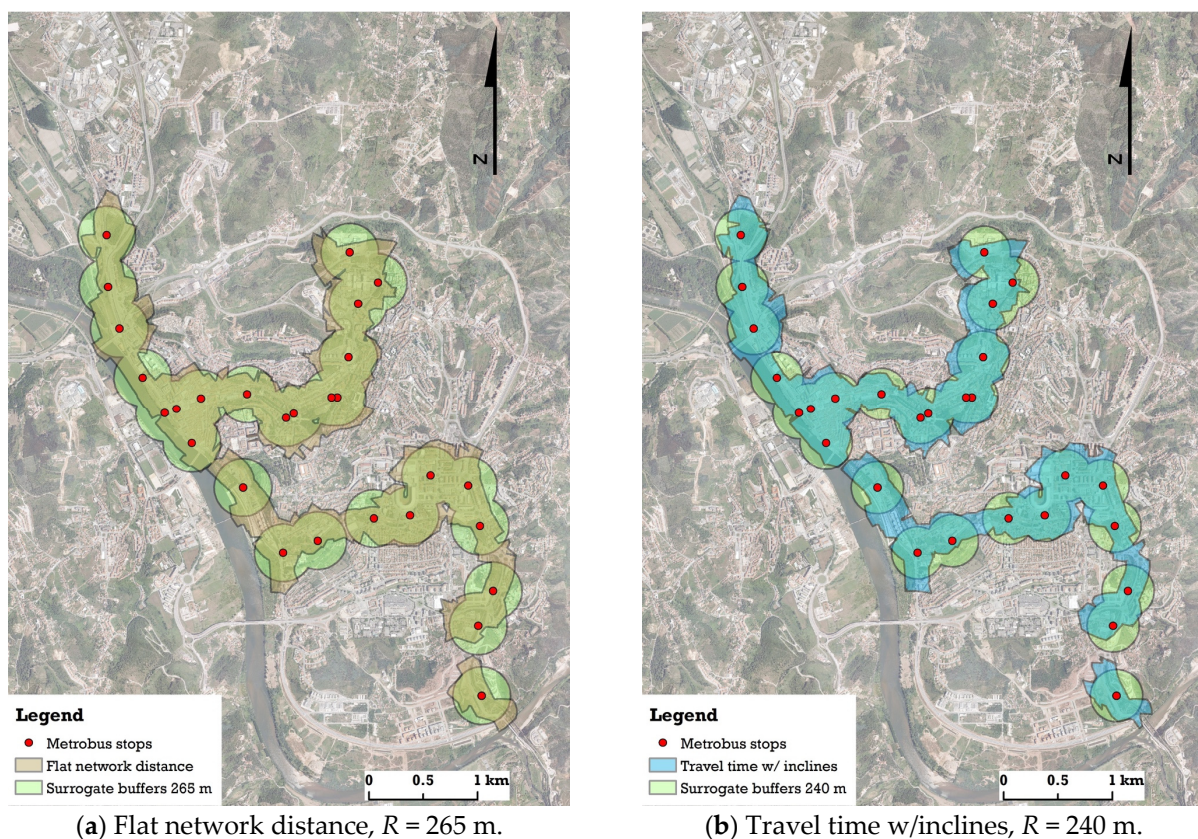 N
N
Legend
Metrobus stops
Flat network distance
Surrogate buffers 265 m
0 0.5 1 km
Legend
Metrobus stops
Travel time w/ inclines
Surrogate buffers 240 m
0 0.5 1 km
(a) Flat network distance, R = 265 m.
(b) Travel time w/inclines, R = 240 m.